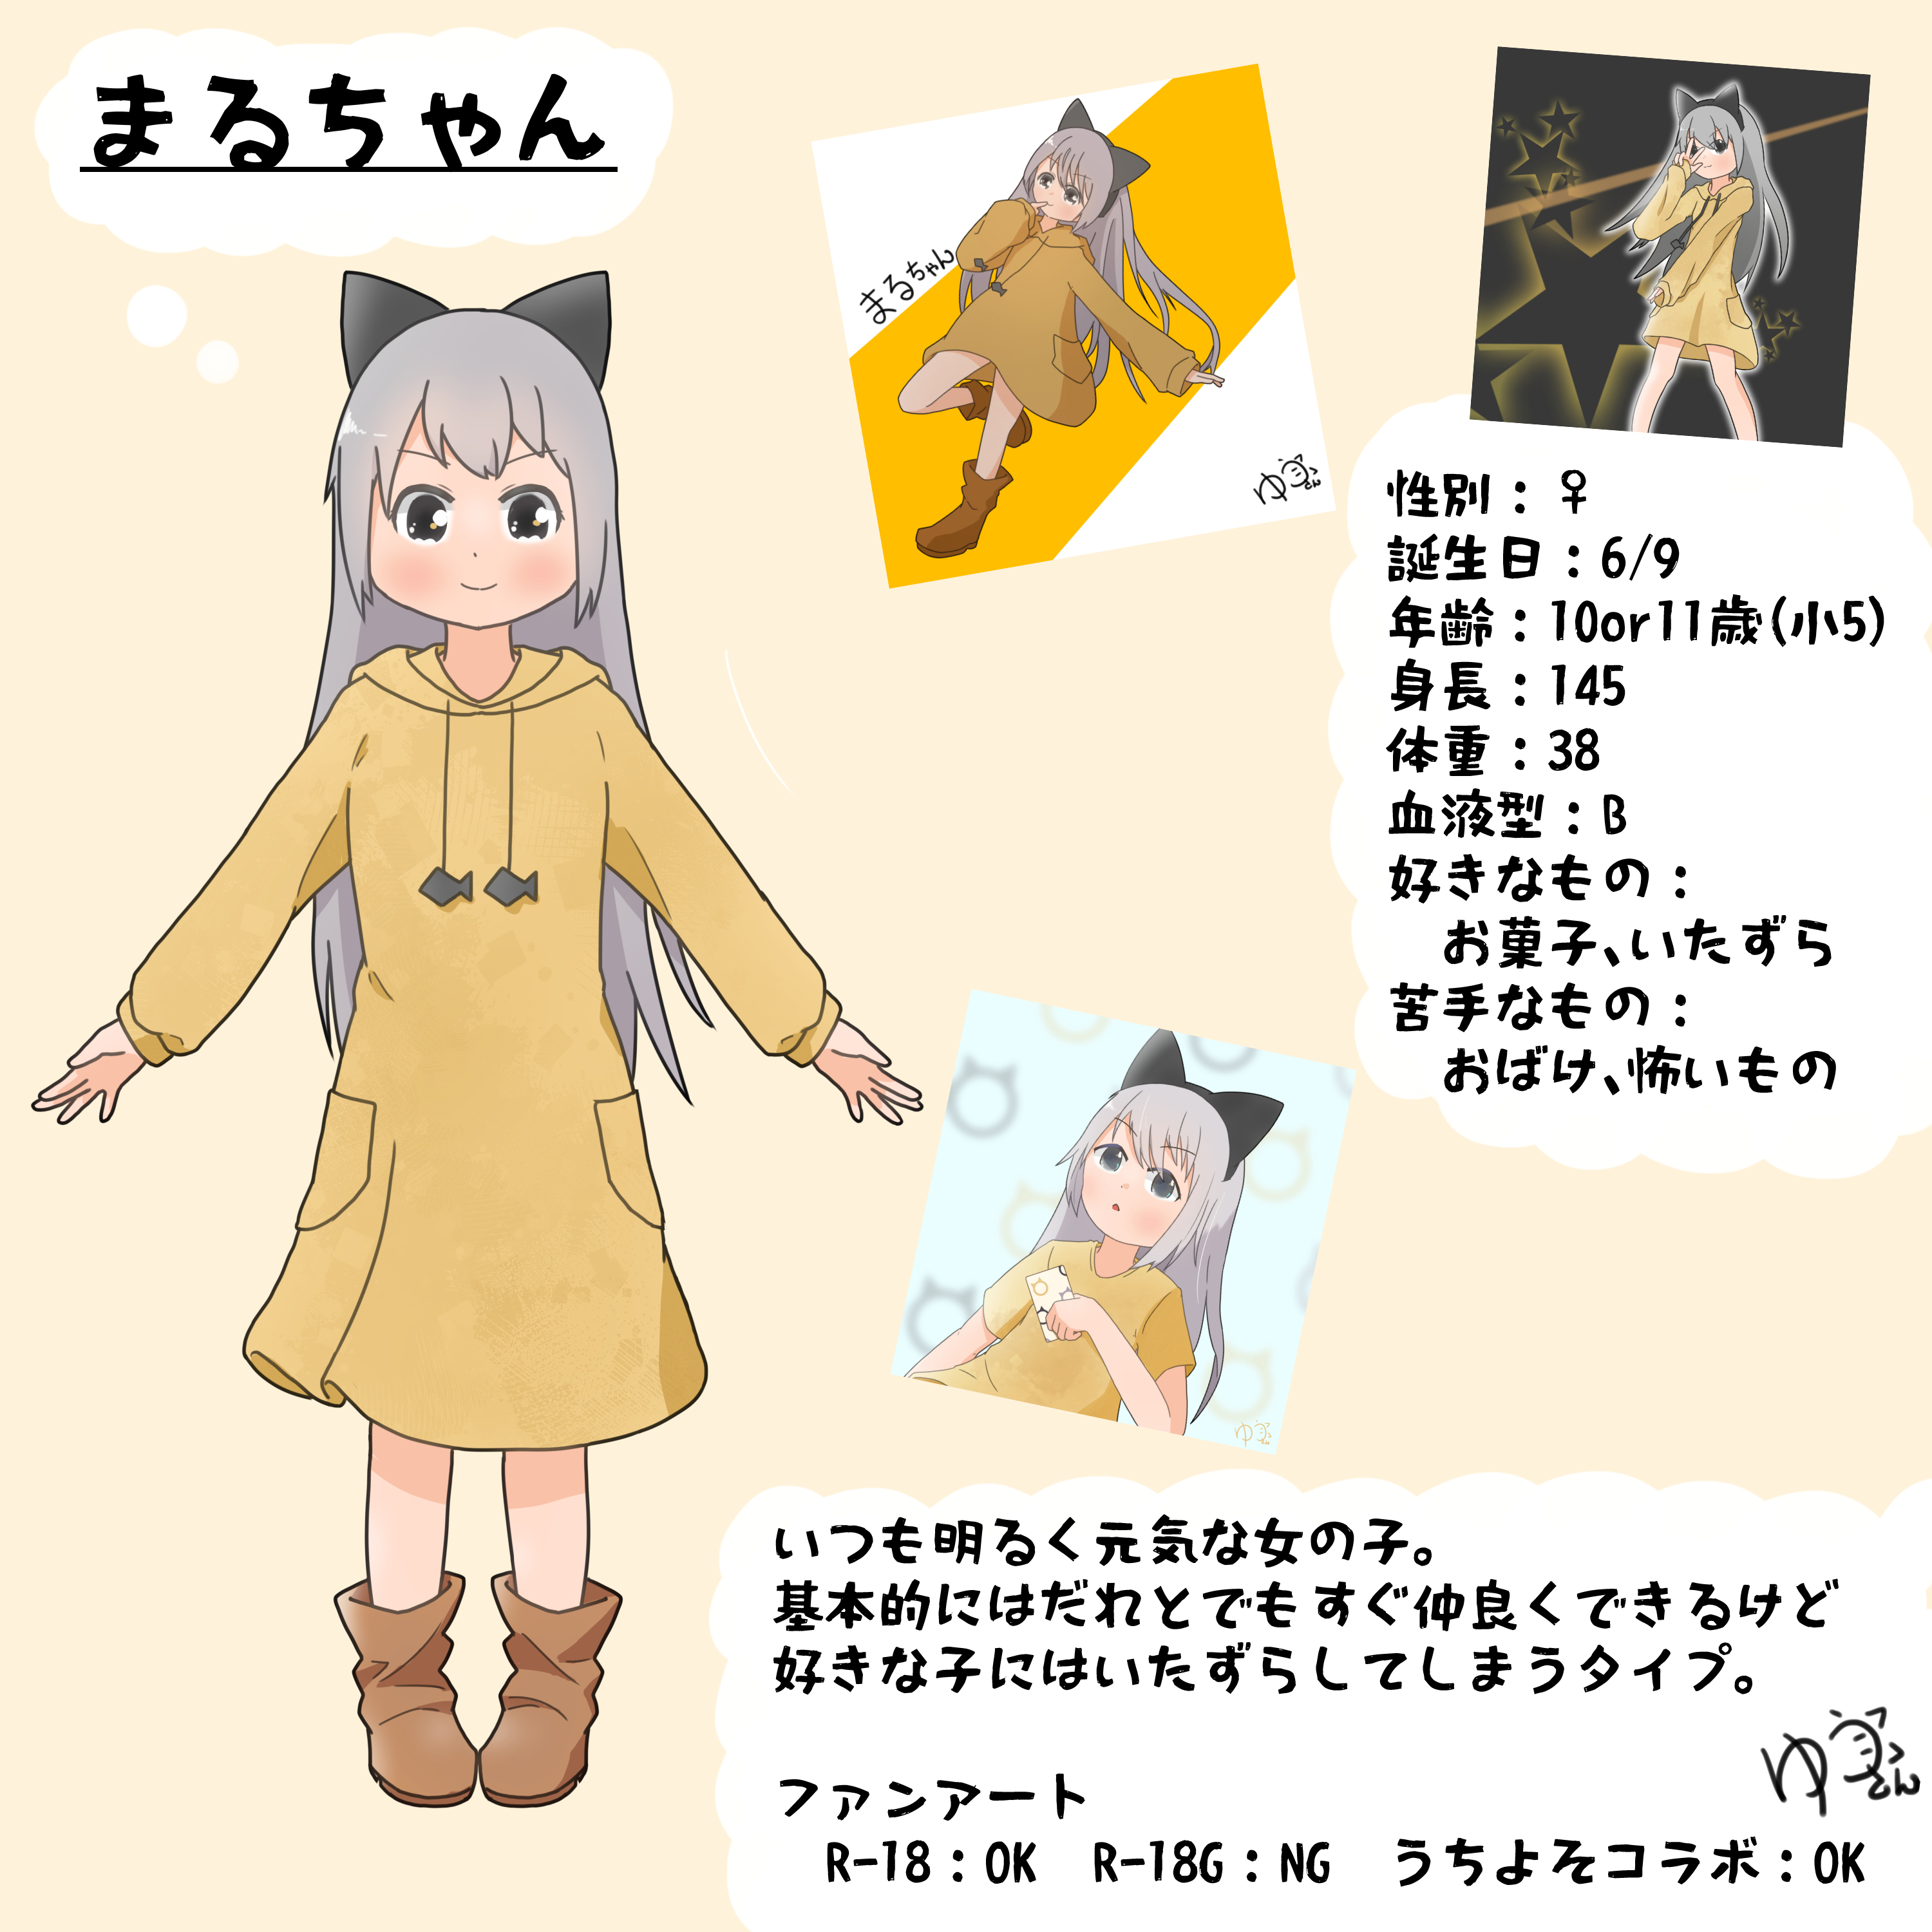 まるちゃん
まるちゃん
性別：♀
誕生日：6/9
年齢：10or11歳(小5)
身長：145
体重：38
血液型：B
好きなもの：
お菓子、いたずら
苦手なもの：
おばけ、怖いもの
いつも明るく元気な女の子。
基本的にはだれとでもすぐ仲良くできるけど
好きな子にはいたずらしてしまうタイプ。
ファンアート
R-18：OK　R-18G：NG　うちよそコラボ：OK